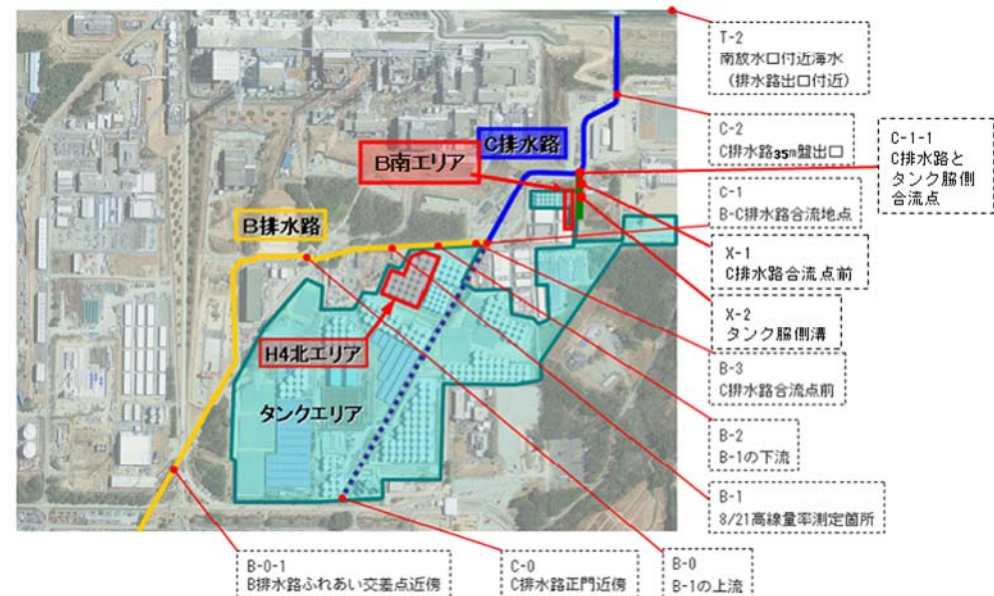 T-2
南放水口付近海水
(排水路出口付近)
C-2
C排水路35m盤出口
C-1-1
C排水路と
タンク脇側
合流点
C排水路
B南エリア
C-1
B-C排水路合流地点
B排水路
X-1
C排水路合流点前
X-2
タンク脇側溝
H4北エリア
B-3
C排水路合流点前
タンクエリア
B-2
B-1の下流
B-1
8/21高線量率測定箇所
B-0-1
B排水路ふれあい交差点近傍
C-0
C排水路正門近傍
B-0
B-1の上流